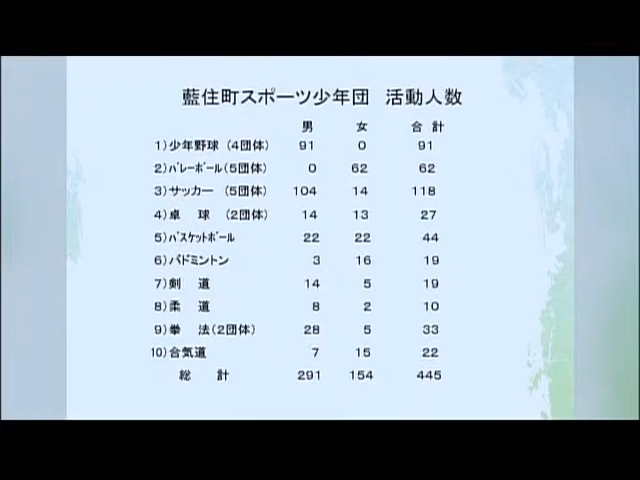 藍住町スポーツ少年団　活動人数
男 女 合 計
1)少年野球 (4団体) 91 0 91
2)ﾊﾞﾚｰﾎﾞｰﾙ(5団体) 0 62 62
3)サッカー (5団体) 104 14 118
4)卓　球 (2団体) 14 13 27
5)ﾊﾞｽｹｯﾄﾎﾞｰﾙ 22 22 44
6)バドミントン 3 16 19
7)剣　道 14 5 19
8)柔　道 8 2 10
9)拳　法(2団体) 28 5 33
10)合気道 7 15 22
総　計 291 154 445